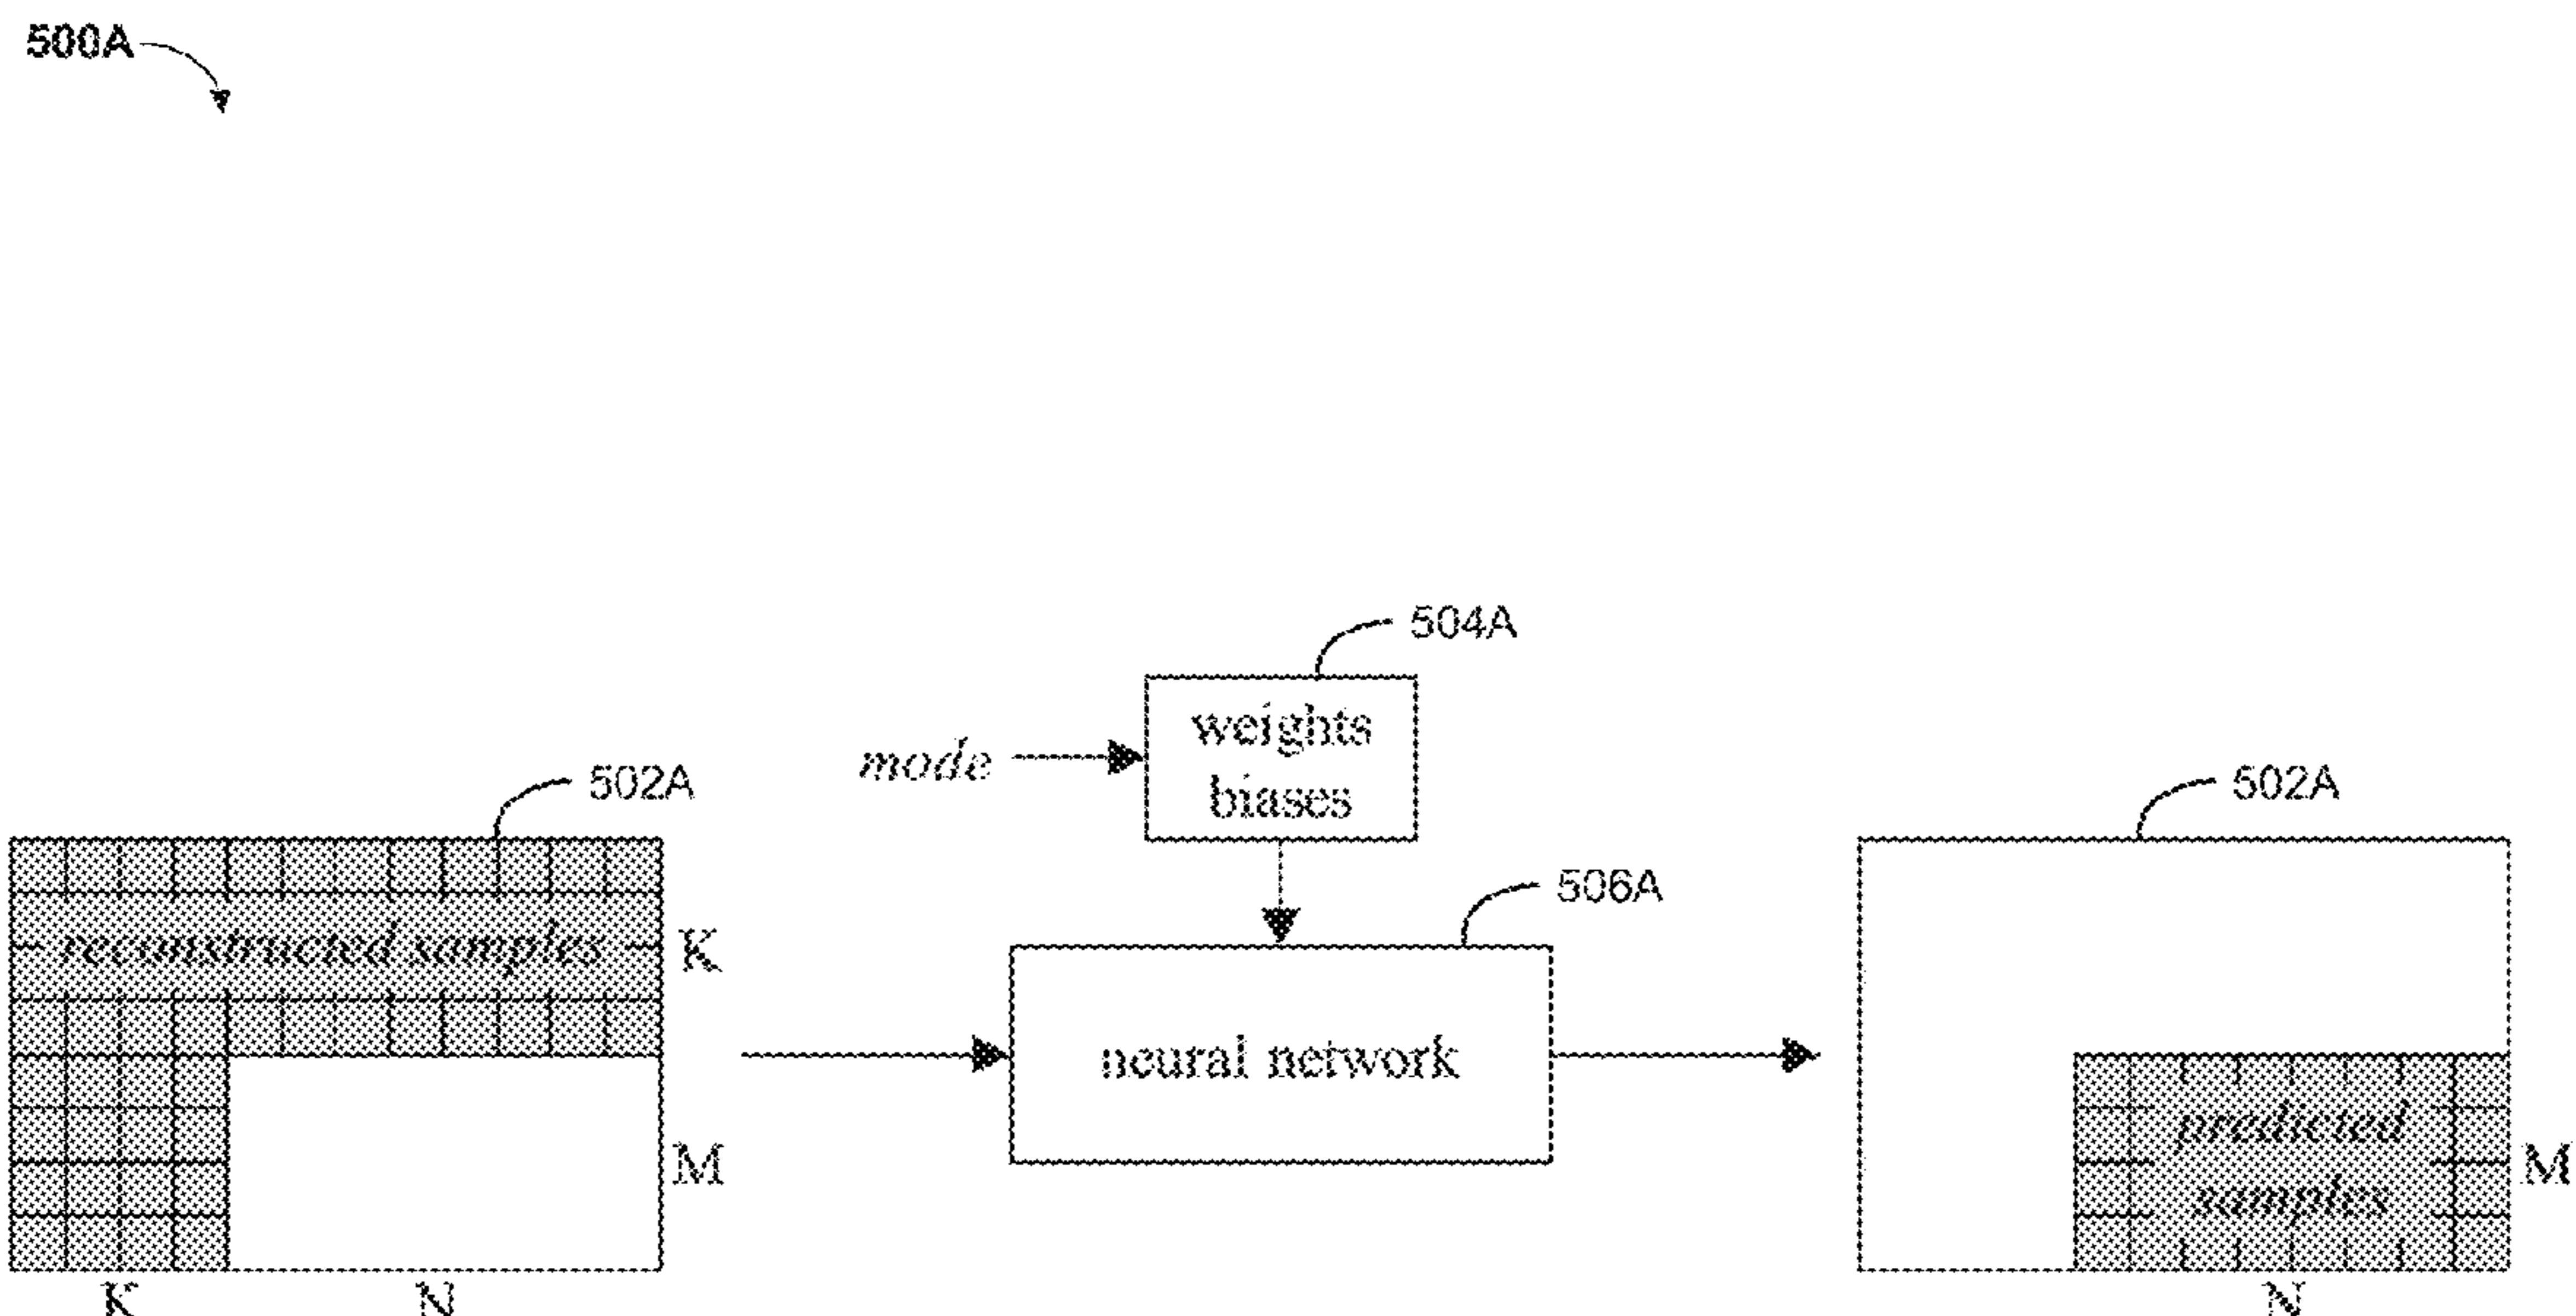 500A
504A
weights
biases
mode
502A
502A
506A
reconstructed samples
K
neural network
predicted
samples
M
M
K
N
N